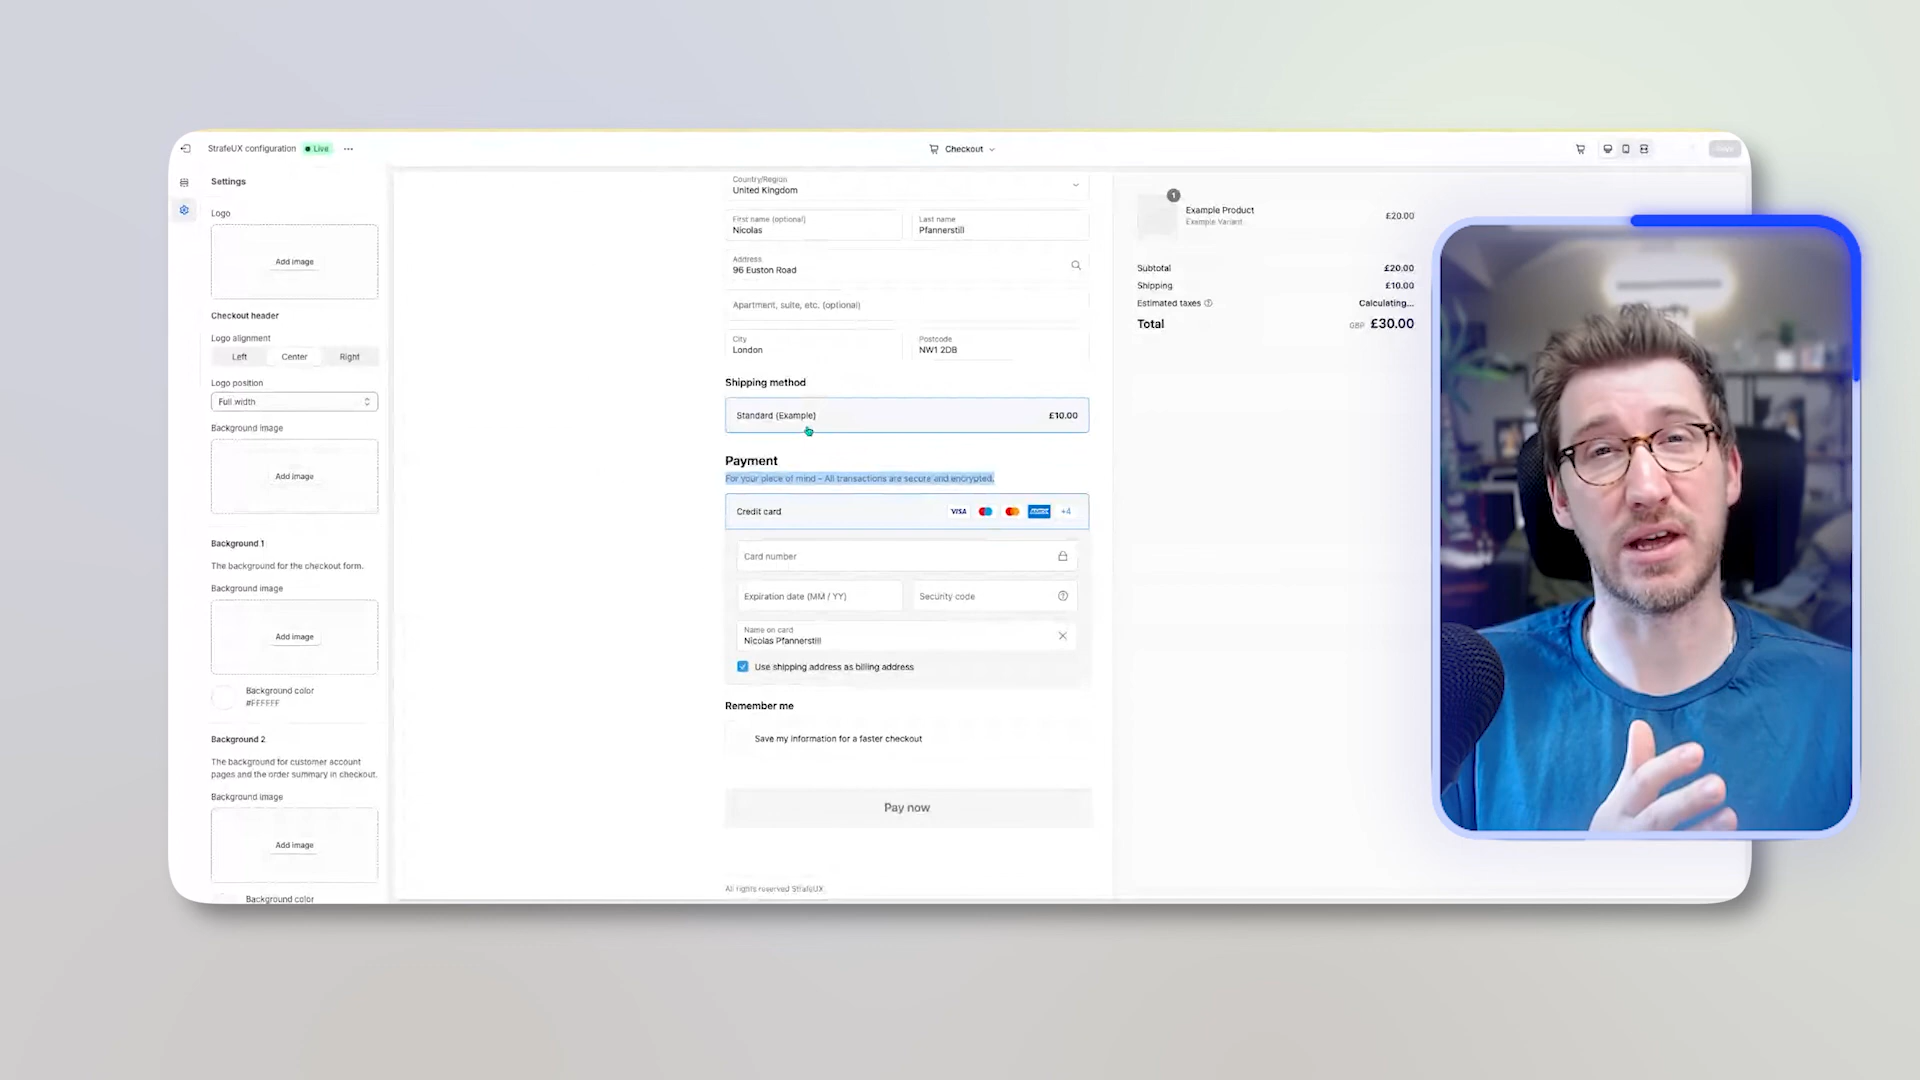 StrafeUX configuration
Live
Checkout
Settings
Logo
Add image
Checkout header
Logo alignment
Left
Center
Right
Logo position
Full width
Background image
Add image
Background 1
The background for the checkout form.
Background image
Add image
Background color
#FFFFFF
Background 2
The background for customer account
pages and the order summary in checkout.
Background image
Add image
Background color
Country/Region
United Kingdom
First name (optional)
Nicolas
Last name
Pfannerstill
Address
96 Euston Road
Apartment, suite, etc. (optional)
City
London
Postcode
NW1 2DB
Shipping method
Standard (Example)
£10.00
Payment
For your piece of mind – All transactions are secure and encrypted.
Credit card
VISA
AMEX
+4
Card number
Expiration date (MM / YY)
Security code
Name on card
Nicolas Pfannerstill
Use shipping address as billing address
Remember me
Save my information for a faster checkout
Pay now
All rights reserved StrafeUX
1
Example Product
Example Variant
£20.00
Subtotal
£20.00
Shipping
£10.00
Estimated taxes
Calculating...
Total
GBP £30.00